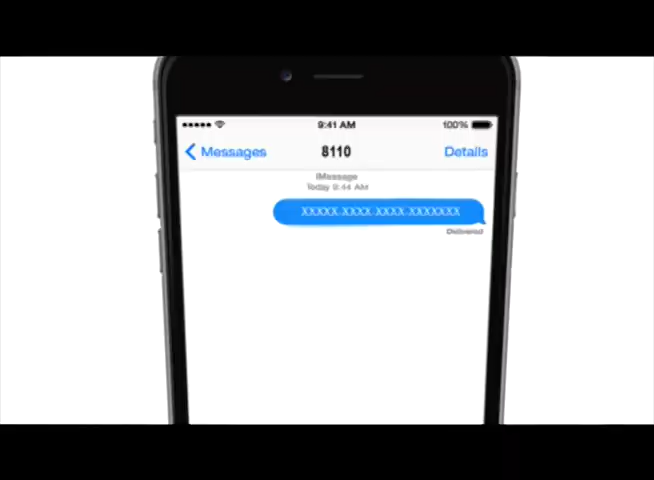 9:41 AM 100%
Messages 8110 Details
iMessage
Today 9:44 AM
XXXXX-XXXX-XXXX-XXXXXXX
Delivered